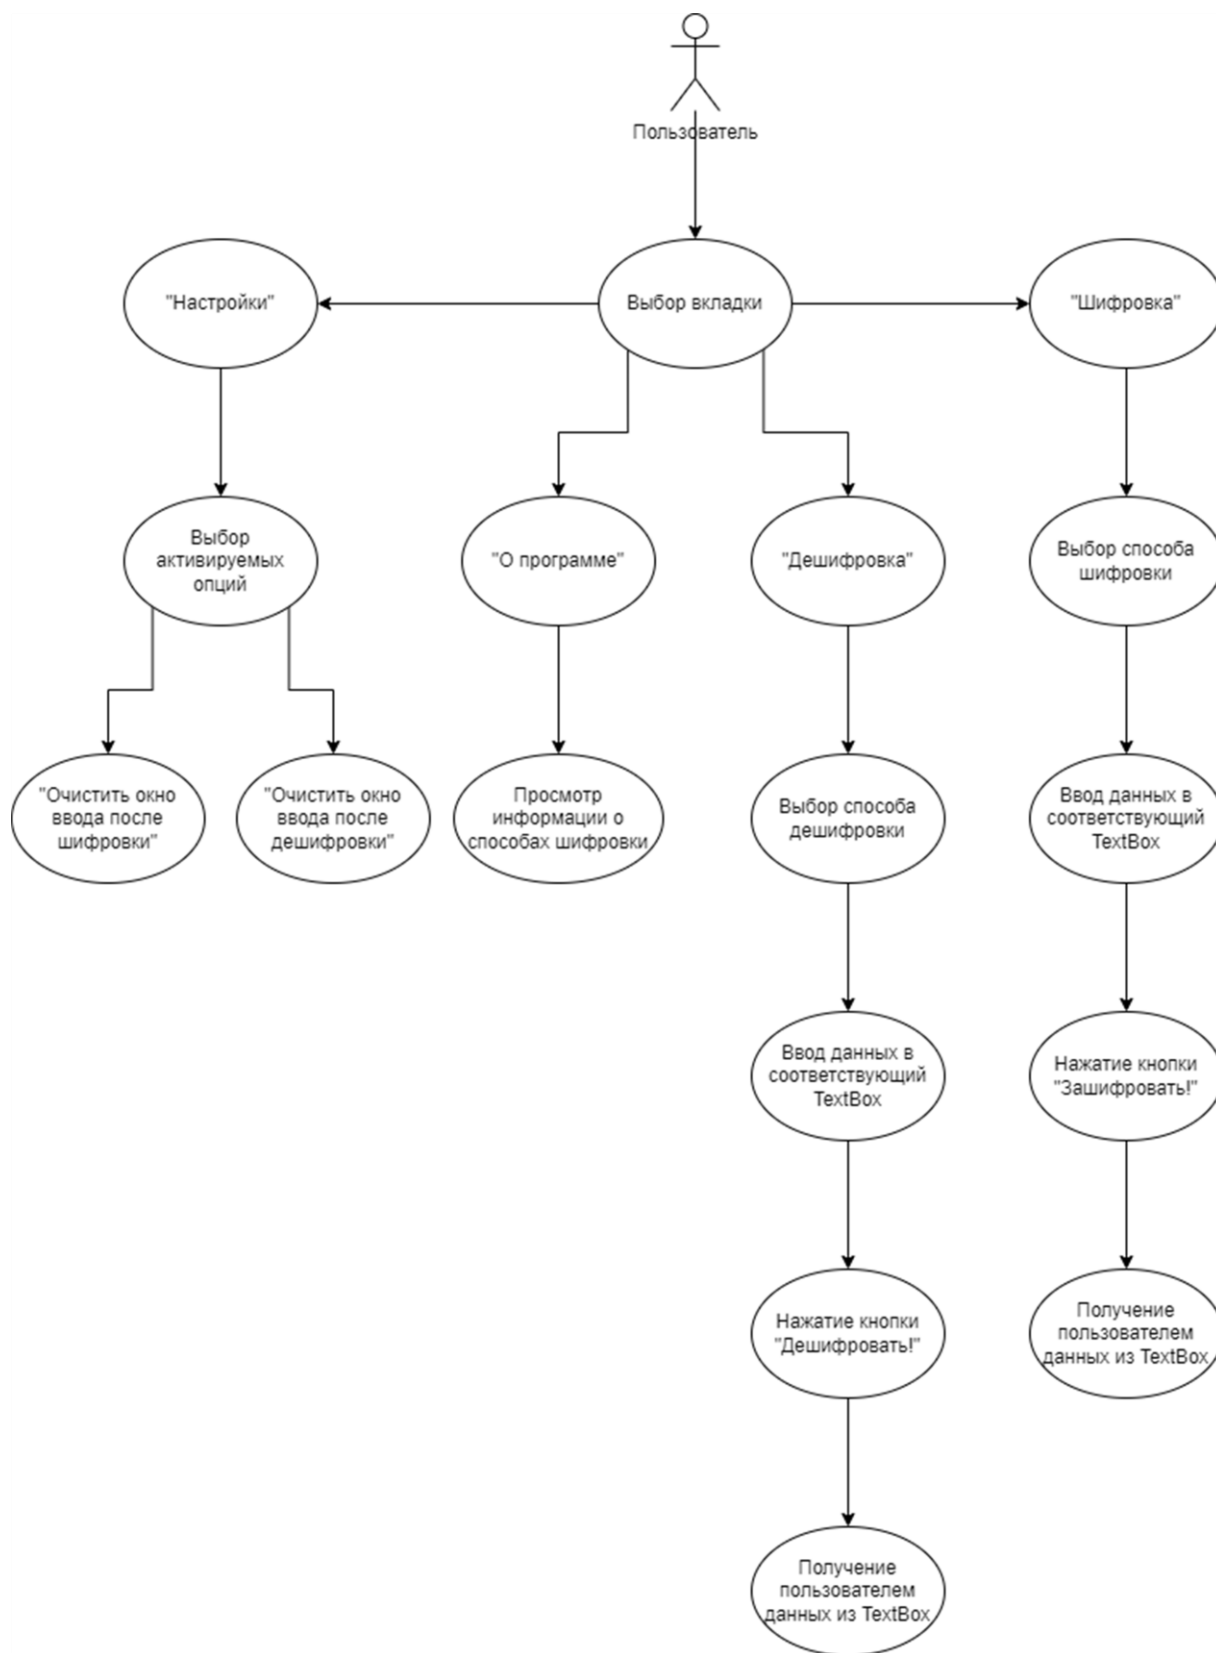 Пользователь
"Настройки"
Выбор вкладки
"Шифровка"
Выбор
активируемых
опций
"О программе"
"Дешифровка"
Выбор способа
шифровки
"Очистить окно
ввода после
шифровки"
"Очистить окно
ввода после
дешифровки"
Просмотр
информации о
способах шифровки
Выбор способа
дешифровки
Ввод данных в
соответствующий
TextBox
Ввод данных в
соответствующий
TextBox
Нажатие кнопки
"Зашифровать!"
Нажатие кнопки
"Дешифровать!"
Получение
пользователем
данных из TextBox
Получение
пользователем
данных из TextBox